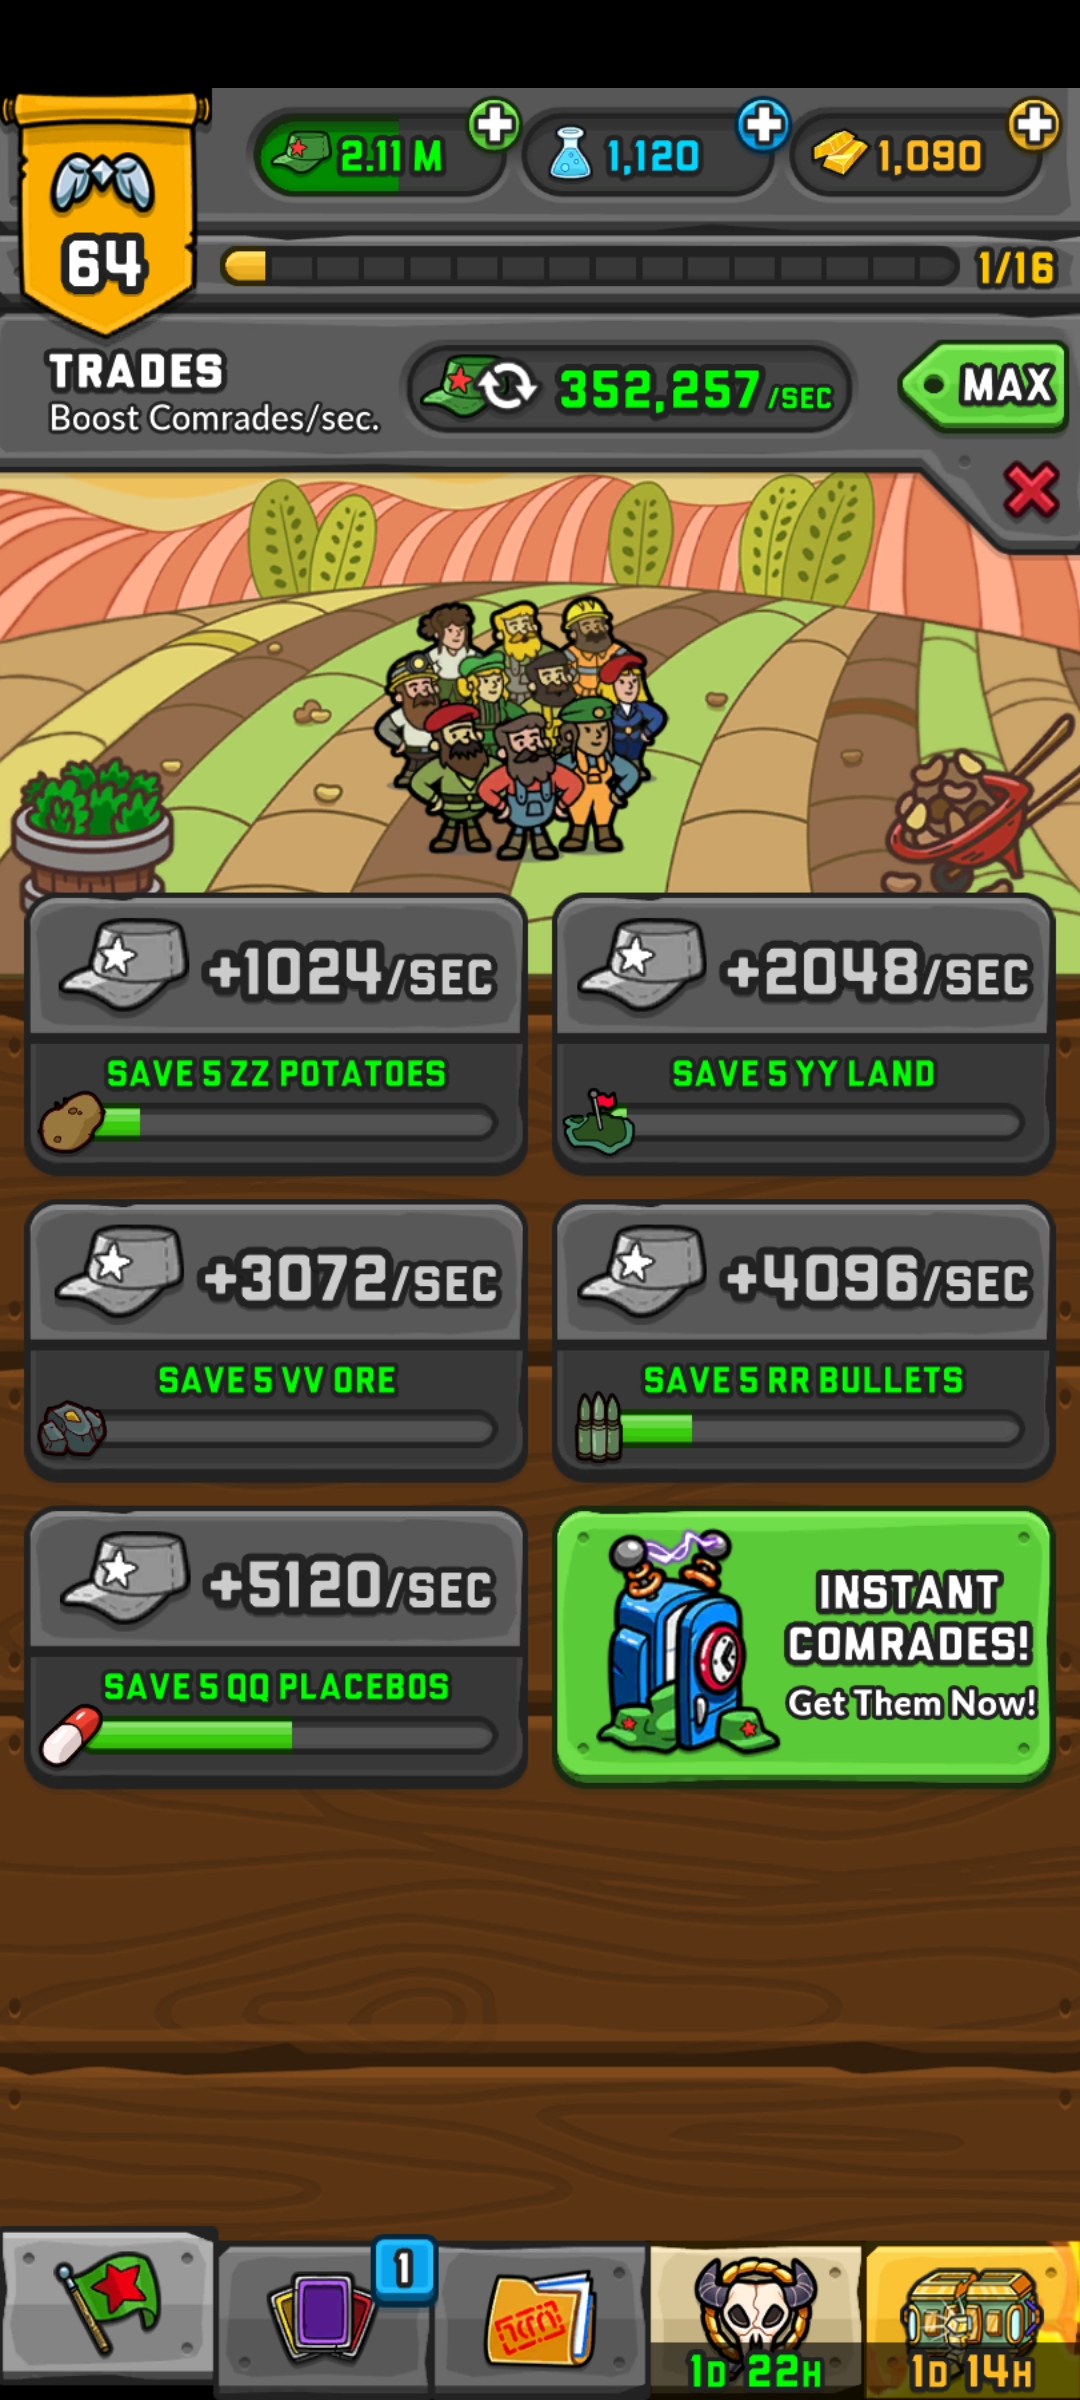 2.11 M
1,120
1,090
64
1/16
TRADES
Boost Comrades/sec.
352,257/SEC
MAX
+1024/SEC
+2048/SEC
SAVE 5 ZZ POTATOES
SAVE 5 YY LAND
+3072/SEC
+4096/SEC
SAVE 5 VV ORE
SAVE 5 RR BULLETS
+5120/SEC
SAVE 5 QQ PLACEBOS
INSTANT
COMRADES!
Get Them Now!
1
1D 22H
1D 14H